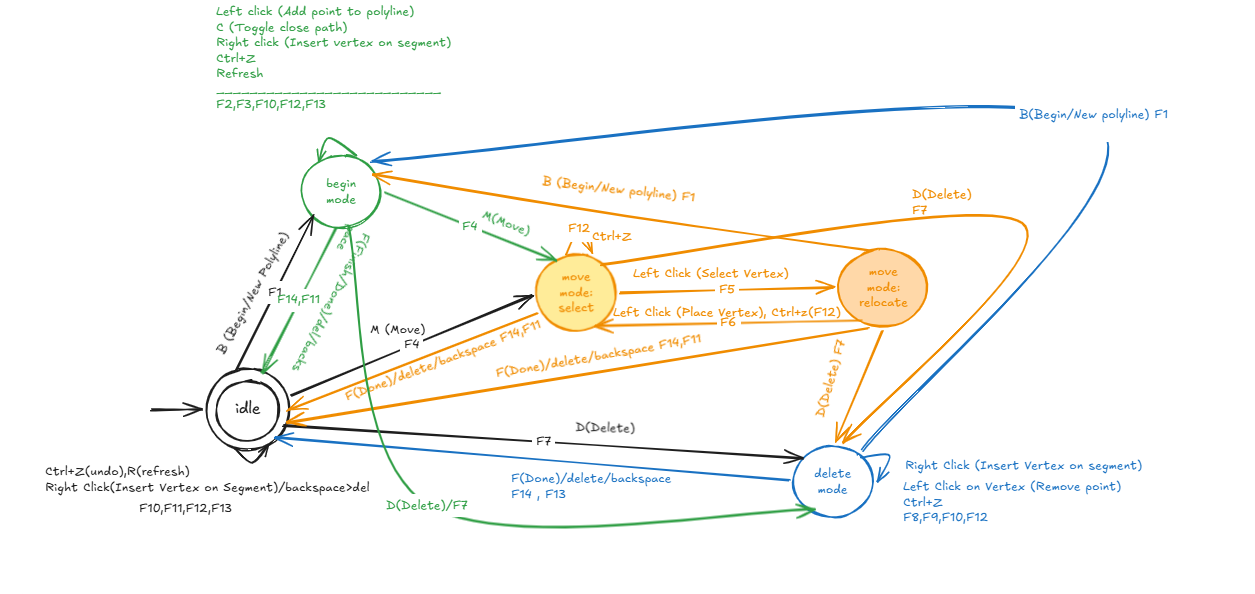 Left click (Add point to polyline)
C (Toggle close path)
Right click (Insert vertex on segment)
Ctrl+Z
Refresh
____________________________
F2,F3,F10,F12,F13
B(Begin/New polyline) F1
begin
mode
B (Begin/New polyline) F1
D(Delete)
F7
M(Move)
F4
F12
Ctrl+Z
move
mode:
select
Left Click (Select Vertex)
F5
move
mode:
relocate
Left Click (Place Vertex), Ctrl+z(F12)
F6
B (Begin/New Polyline)
F1
F14,F11
F(Finish/Done)/del/backs
ace
M (Move)
F4
F(Done)/delete/backspace F14,F11
F(Done)/delete/backspace F14,F11
D(Delete) F7
idle
D(Delete)
F7
F(Done)/delete/backspace
F14 , F13
delete
mode
Right Click (Insert Vertex on segment)
Left Click on Vertex (Remove point)
Ctrl+Z
F8,F9,F10,F12
Ctrl+Z(undo),R(refresh)
Right Click(Insert Vertex on Segment)/backspace>del
F10,F11,F12,F13
D(Delete)/F7